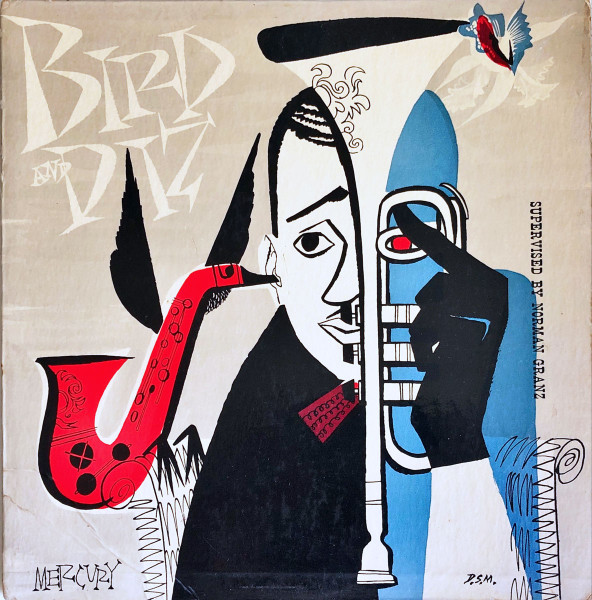 BIRD
AND DIZ
SUPERVISED BY NORMAN GRANZ
MERCURY
D.S.M.